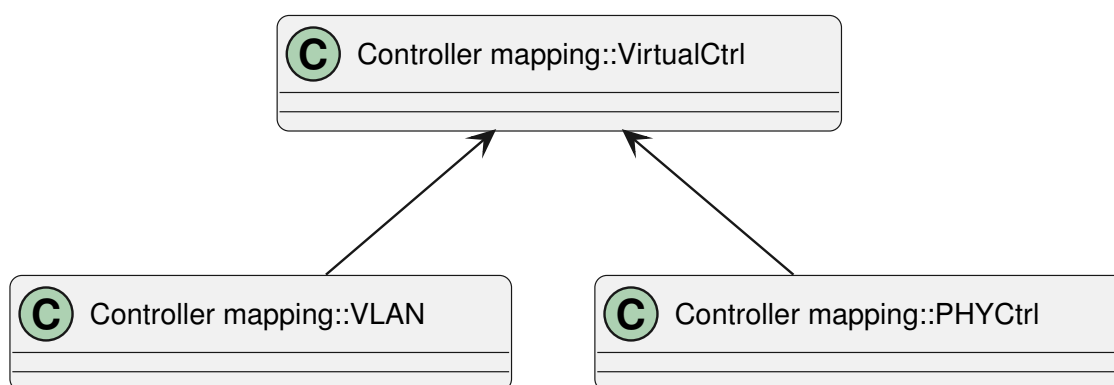 C Controller mapping::VirtualCtrl
C Controller mapping::VLAN
C Controller mapping::PHYCtrl